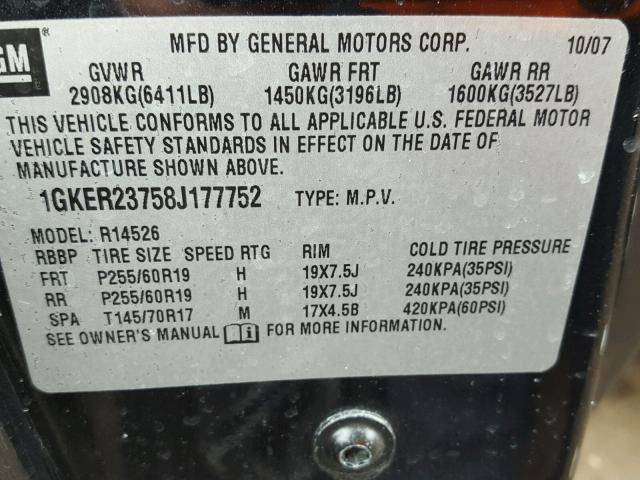 GM
MFD BY GENERAL MOTORS CORP. 10/07
GVWR GAWR FRT GAWR RR
2908KG(6411LB) 1450KG(3196LB) 1600KG(3527LB)
THIS VEHICLE CONFORMS TO ALL APPLICABLE U.S. FEDERAL MOTOR
VEHICLE SAFETY STANDARDS IN EFFECT ON THE DATE OF
MANUFACTURE SHOWN ABOVE.
1GKER23758J177752 TYPE: M.P.V.
MODEL: R14526
RBBP TIRE SIZE SPEED RTG RIM COLD TIRE PRESSURE
FRT P255/60R19 H 19X7.5J 240KPA(35PSI)
RR P255/60R19 H 19X7.5J 240KPA(35PSI)
SPA T145/70R17 M 17X4.5B 420KPA(60PSI)
SEE OWNER'S MANUAL FOR MORE INFORMATION.